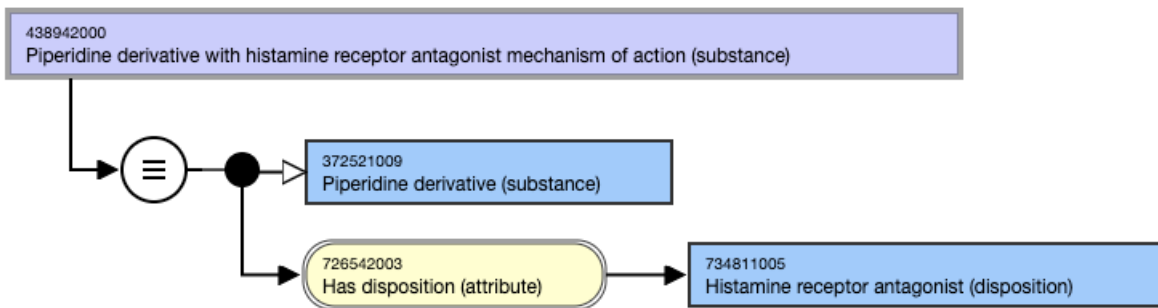 438942000
Piperidine derivative with histamine receptor antagonist mechanism of action (substance)
372521009
Piperidine derivative (substance)
726542003
Has disposition (attribute)
734811005
Histamine receptor antagonist (disposition)